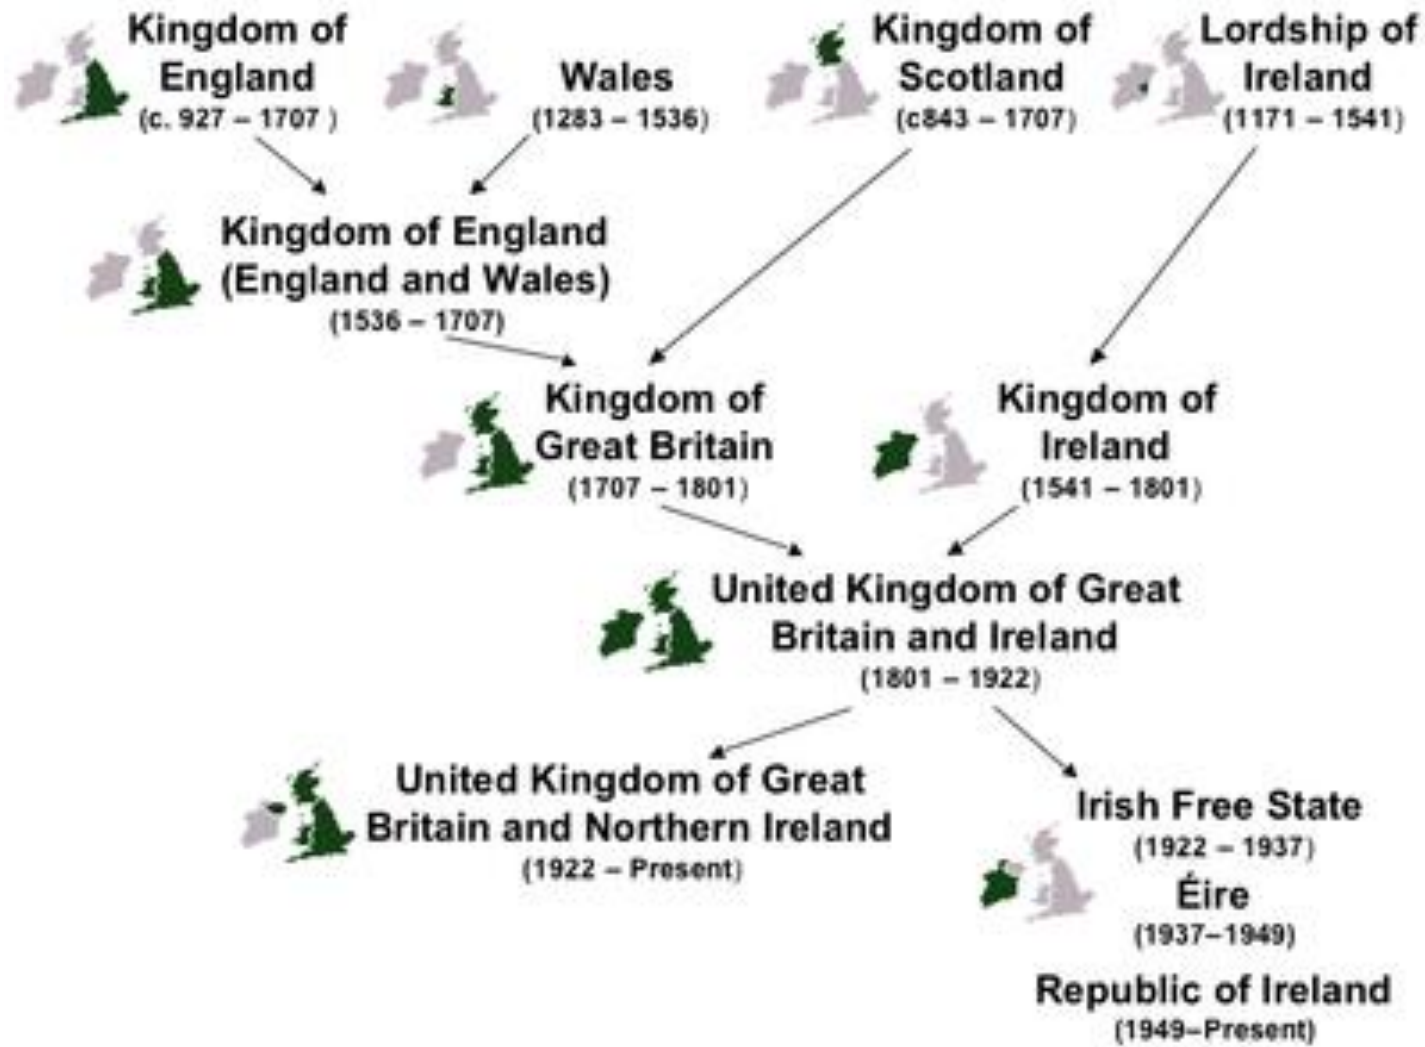 Kingdom of
England
(c. 927 – 1707 )
Wales
(1283 – 1536)
Kingdom of
Scotland
(c843 – 1707)
Lordship of
Ireland
(1171 – 1541)
Kingdom of England
(England and Wales)
(1536 – 1707)
Kingdom of
Great Britain
(1707 – 1801)
Kingdom of
Ireland
(1541 – 1801)
United Kingdom of Great
Britain and Ireland
(1801 – 1922)
United Kingdom of Great
Britain and Northern Ireland
(1922 – Present)
Irish Free State
(1922 – 1937)
Éire
(1937–1949)
Republic of Ireland
(1949–Present)